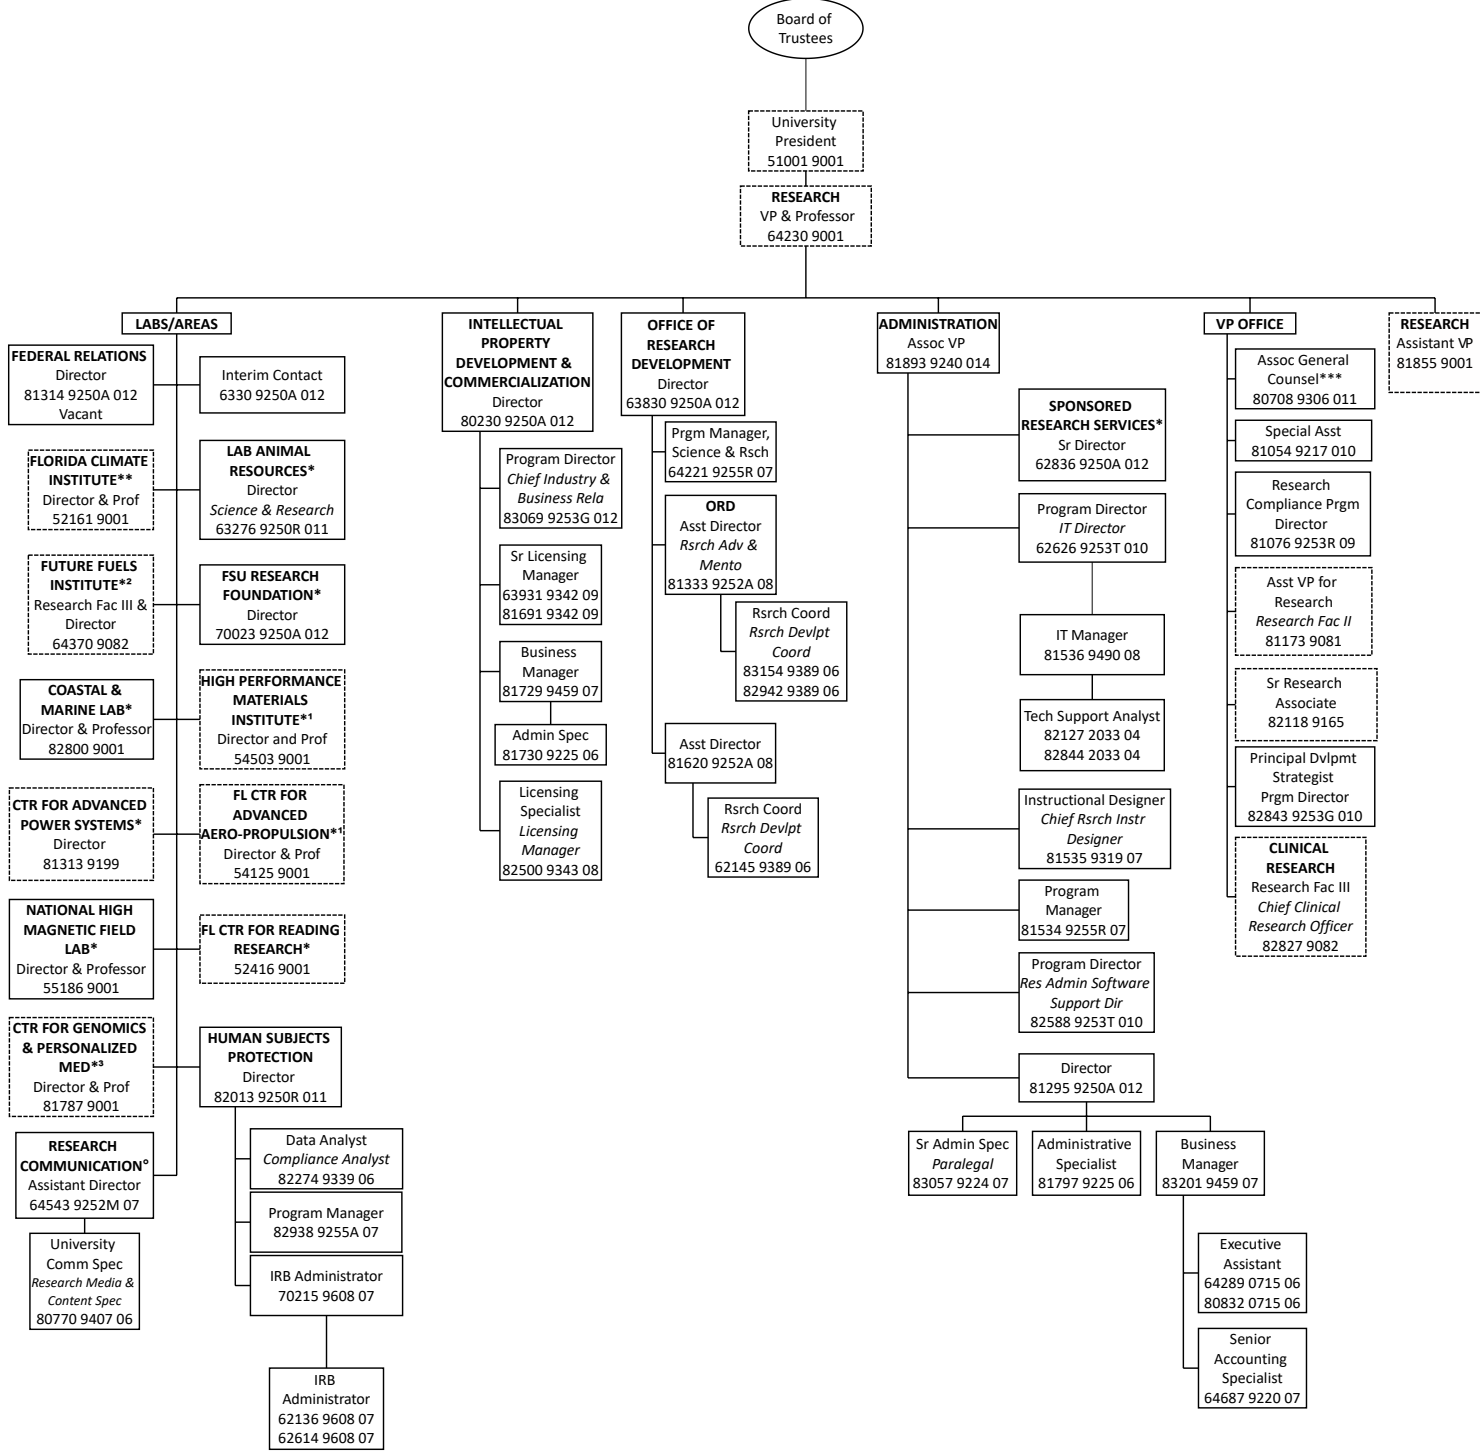 Board of
Trustees
University
President
51001 9001
RESEARCH
VP & Professor
64230 9001
LABS/AREAS
FEDERAL RELATIONS
Director
81314 9250A 012
Vacant
Interim Contact
6330 9250A 012
FLORIDA CLIMATE
INSTITUTE**
Director & Prof
52161 9001
LAB ANIMAL
RESOURCES*
Director
Science & Research
63276 9250R 011
FUTURE FUELS
INSTITUTE*²
Research Fac III &
Director
64370 9082
FSU RESEARCH
FOUNDATION*
Director
70023 9250A 012
COASTAL &
MARINE LAB*
Director & Professor
82800 9001
HIGH PERFORMANCE
MATERIALS
INSTITUTE*¹
Director and Prof
54503 9001
CTR FOR ADVANCED
POWER SYSTEMS*
Director
81313 9199
FL CTR FOR
ADVANCED
AERO-PROPULSION*¹
Director & Prof
54125 9001
NATIONAL HIGH
MAGNETIC FIELD
LAB*
Director & Professor
55186 9001
FL CTR FOR READING
RESEARCH*
52416 9001
CTR FOR GENOMICS
& PERSONALIZED
MED*³
Director & Prof
81787 9001
HUMAN SUBJECTS
PROTECTION
Director
82013 9250R 011
RESEARCH
COMMUNICATION°
Assistant Director
64543 9252M 07
University
Comm Spec
Research Media &
Content Spec
80770 9407 06
Data Analyst
Compliance Analyst
82274 9339 06
Program Manager
82938 9255A 07
IRB Administrator
70215 9608 07
IRB
Administrator
62136 9608 07
62614 9608 07
INTELLECTUAL
PROPERTY
DEVELOPMENT &
COMMERCIALIZATION
Director
80230 9250A 012
Program Director
Chief Industry &
Business Rela
83069 9253G 012
Sr Licensing
Manager
63931 9342 09
81691 9342 09
Business
Manager
81729 9459 07
Admin Spec
81730 9225 06
Licensing
Specialist
Licensing
Manager
82500 9343 08
OFFICE OF
RESEARCH
DEVELOPMENT
Director
63830 9250A 012
Prgm Manager,
Science & Rsch
64221 9255R 07
ORD
Asst Director
Rsrch Adv &
Mento
81333 9252A 08
Rsrch Coord
Rsrch Devlpt
Coord
83154 9389 06
82942 9389 06
Asst Director
81620 9252A 08
Rsrch Coord
Rsrch Devlpt
Coord
62145 9389 06
ADMINISTRATION
Assoc VP
81893 9240 014
SPONSORED
RESEARCH SERVICES*
Sr Director
62836 9250A 012
Program Director
IT Director
62626 9253T 010
IT Manager
81536 9490 08
Tech Support Analyst
82127 2033 04
82844 2033 04
Instructional Designer
Chief Rsrch Instr
Designer
81535 9319 07
Program
Manager
81534 9255R 07
Program Director
Res Admin Software
Support Dir
82588 9253T 010
Director
81295 9250A 012
Sr Admin Spec
Paralegal
83057 9224 07
Administrative
Specialist
81797 9225 06
Business
Manager
83201 9459 07
Executive
Assistant
64289 0715 06
80832 0715 06
Senior
Accounting
Specialist
64687 9220 07
VP OFFICE
Assoc General
Counsel***
80708 9306 011
Special Asst
81054 9217 010
Research
Compliance Prgm
Director
81076 9253R 09
Asst VP for
Research
Research Fac II
81173 9081
Sr Research
Associate
82118 9165
Principal Dvlpmt
Strategist
Prgm Director
82843 9253G 010
CLINICAL
RESEARCH
Research Fac III
Chief Clinical
Research Officer
82827 9082
RESEARCH
Assistant VP
81855 9001